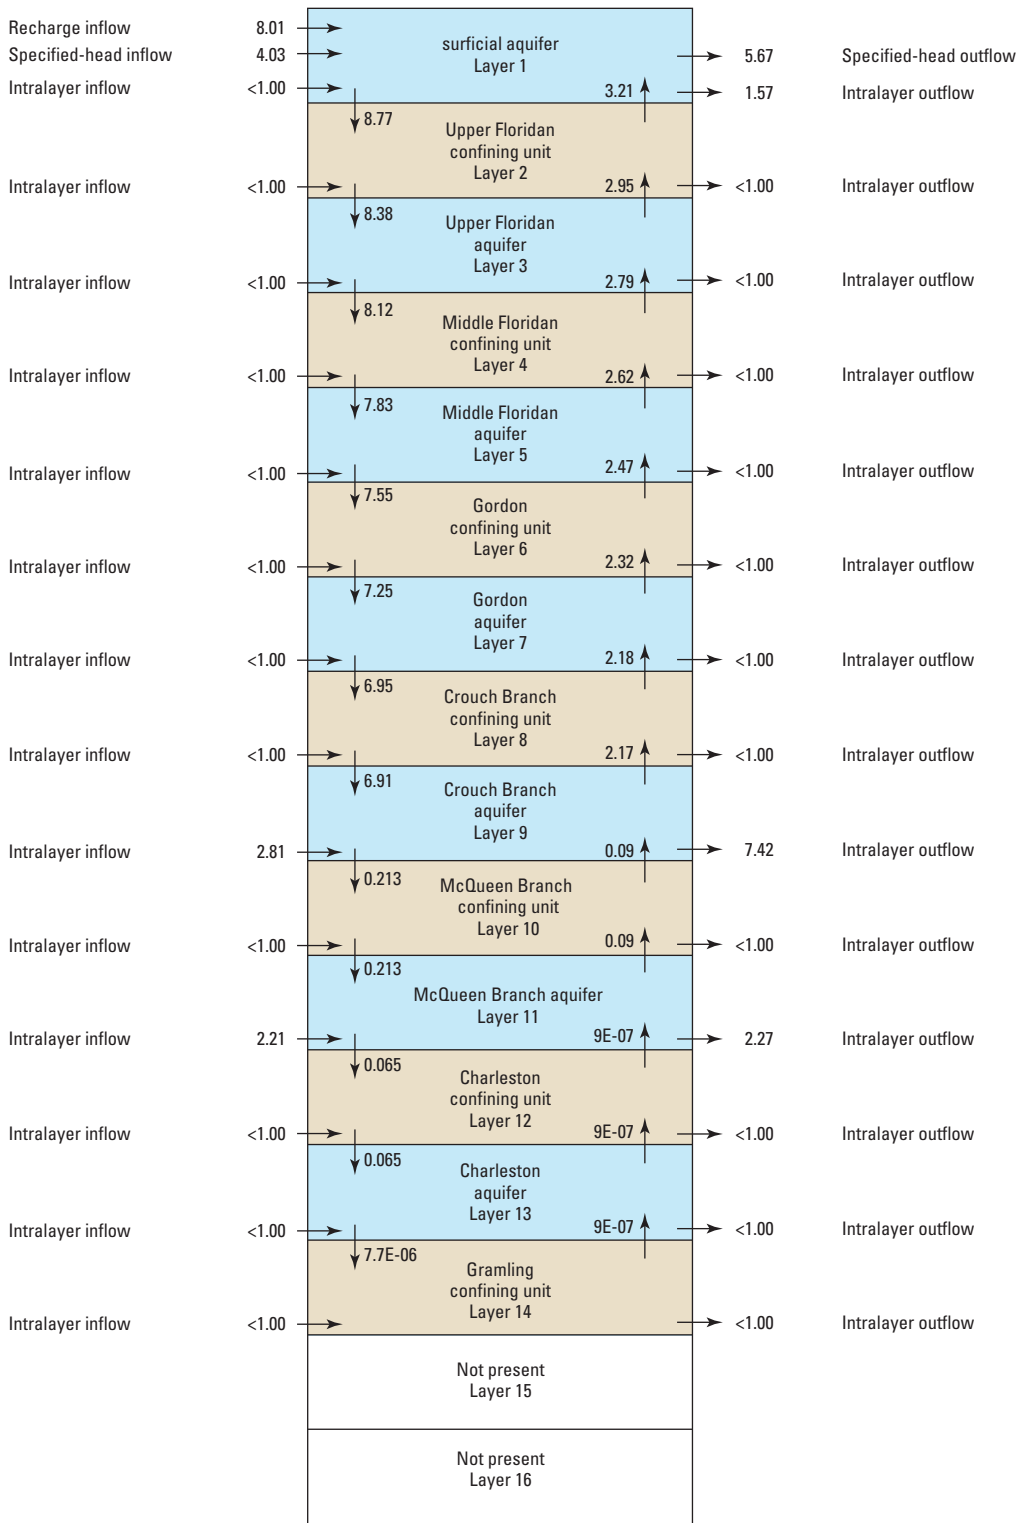 Recharge inflow 8.01
Specified-head inflow 4.03
surficial aquifer
Layer 1
5.67 Specified-head outflow
Intralayer inflow <1.00
3.21
1.57 Intralayer outflow
8.77
Upper Floridan
confining unit
Layer 2
Intralayer inflow <1.00
2.95
<1.00 Intralayer outflow
8.38
Upper Floridan
aquifer
Layer 3
Intralayer inflow <1.00
2.79
<1.00 Intralayer outflow
8.12
Middle Floridan
confining unit
Layer 4
Intralayer inflow <1.00
2.62
<1.00 Intralayer outflow
7.83
Middle Floridan
aquifer
Layer 5
Intralayer inflow <1.00
2.47
<1.00 Intralayer outflow
7.55
Gordon
confining unit
Layer 6
Intralayer inflow <1.00
2.32
<1.00 Intralayer outflow
7.25
Gordon
aquifer
Layer 7
Intralayer inflow <1.00
2.18
<1.00 Intralayer outflow
6.95
Crouch Branch
confining unit
Layer 8
Intralayer inflow <1.00
2.17
<1.00 Intralayer outflow
6.91
Crouch Branch
aquifer
Layer 9
Intralayer inflow 2.81
0.09
7.42 Intralayer outflow
0.213
McQueen Branch
confining unit
Layer 10
Intralayer inflow <1.00
0.09
<1.00 Intralayer outflow
0.213
McQueen Branch aquifer
Layer 11
Intralayer inflow 2.21
9E-07
2.27 Intralayer outflow
0.065
Charleston
confining unit
Layer 12
Intralayer inflow <1.00
9E-07
<1.00 Intralayer outflow
0.065
Charleston
aquifer
Layer 13
Intralayer inflow <1.00
9E-07
<1.00 Intralayer outflow
7.7E-06
Gramling
confining unit
Layer 14
Intralayer inflow <1.00
<1.00 Intralayer outflow
Not present
Layer 15
Not present
Layer 16